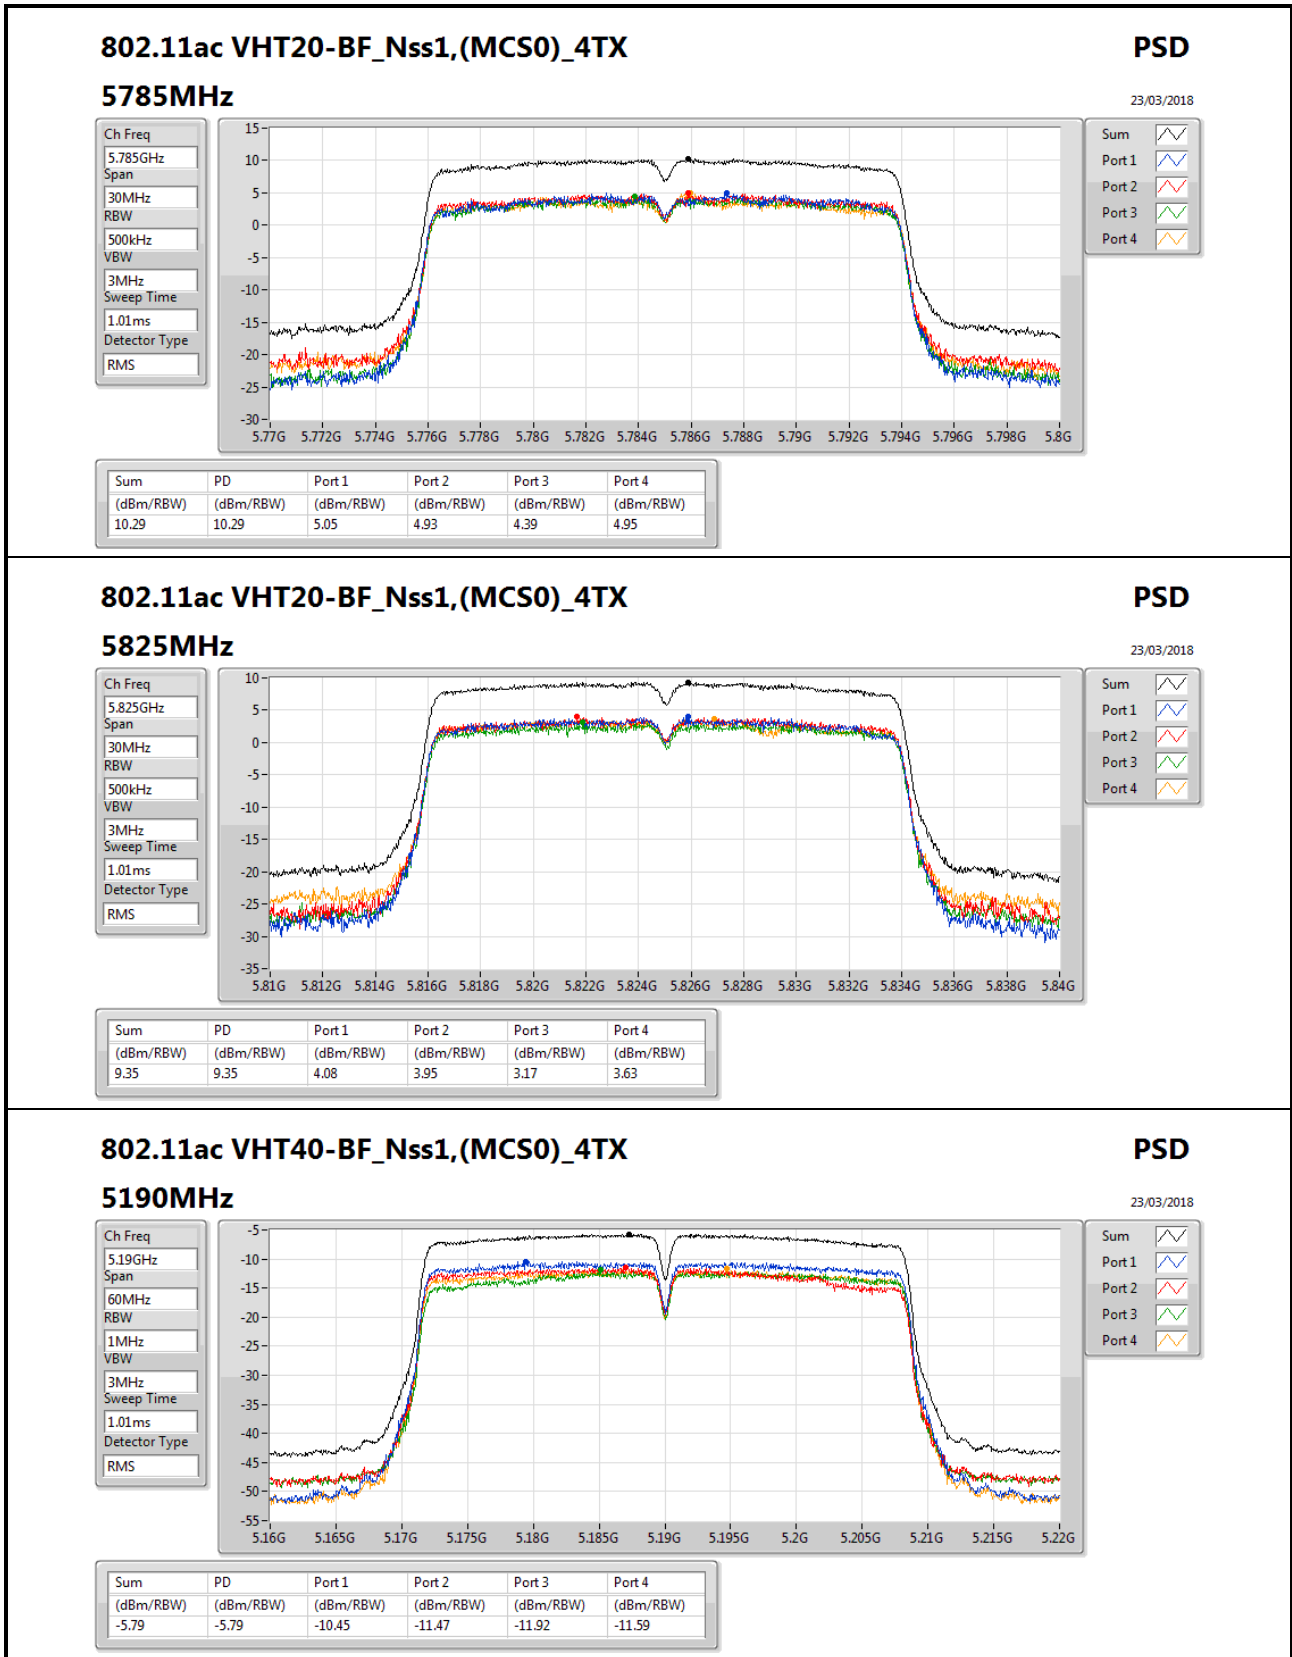 802.11ac VHT20-BF_Nss1,(MCS0)_4TX PSD
5785MHz 23/03/2018
Ch Freq
5.785GHz
Span
30MHz
RBW
500kHz
VBW
3MHz
Sweep Time
1.01ms
Detector Type
RMS
15
10
5
0
-5
-10
-15
-20
-25
-30
5.77G 5.772G 5.774G 5.776G 5.778G 5.78G 5.782G 5.784G 5.786G 5.788G 5.79G 5.792G 5.794G 5.796G 5.798G 5.8G
Sum
Port 1
Port 2
Port 3
Port 4
Sum PD Port 1 Port 2 Port 3 Port 4
(dBm/RBW) (dBm/RBW) (dBm/RBW) (dBm/RBW) (dBm/RBW) (dBm/RBW)
10.29 10.29 5.05 4.93 4.39 4.95
802.11ac VHT20-BF_Nss1,(MCS0)_4TX PSD
5825MHz 23/03/2018
Ch Freq
5.825GHz
Span
30MHz
RBW
500kHz
VBW
3MHz
Sweep Time
1.01ms
Detector Type
RMS
10
5
0
-5
-10
-15
-20
-25
-30
-35
5.81G 5.812G 5.814G 5.816G 5.818G 5.82G 5.822G 5.824G 5.826G 5.828G 5.83G 5.832G 5.834G 5.836G 5.838G 5.84G
Sum
Port 1
Port 2
Port 3
Port 4
Sum PD Port 1 Port 2 Port 3 Port 4
(dBm/RBW) (dBm/RBW) (dBm/RBW) (dBm/RBW) (dBm/RBW) (dBm/RBW)
9.35 9.35 4.08 3.95 3.17 3.63
802.11ac VHT40-BF_Nss1,(MCS0)_4TX PSD
5190MHz 23/03/2018
Ch Freq
5.19GHz
Span
60MHz
RBW
1MHz
VBW
3MHz
Sweep Time
1.01ms
Detector Type
RMS
-5
-10
-15
-20
-25
-30
-35
-40
-45
-50
-55
5.16G 5.165G 5.17G 5.175G 5.18G 5.185G 5.19G 5.195G 5.2G 5.205G 5.21G 5.215G 5.22G
Sum
Port 1
Port 2
Port 3
Port 4
Sum PD Port 1 Port 2 Port 3 Port 4
(dBm/RBW) (dBm/RBW) (dBm/RBW) (dBm/RBW) (dBm/RBW) (dBm/RBW)
-5.79 -5.79 -10.45 -11.47 -11.92 -11.59